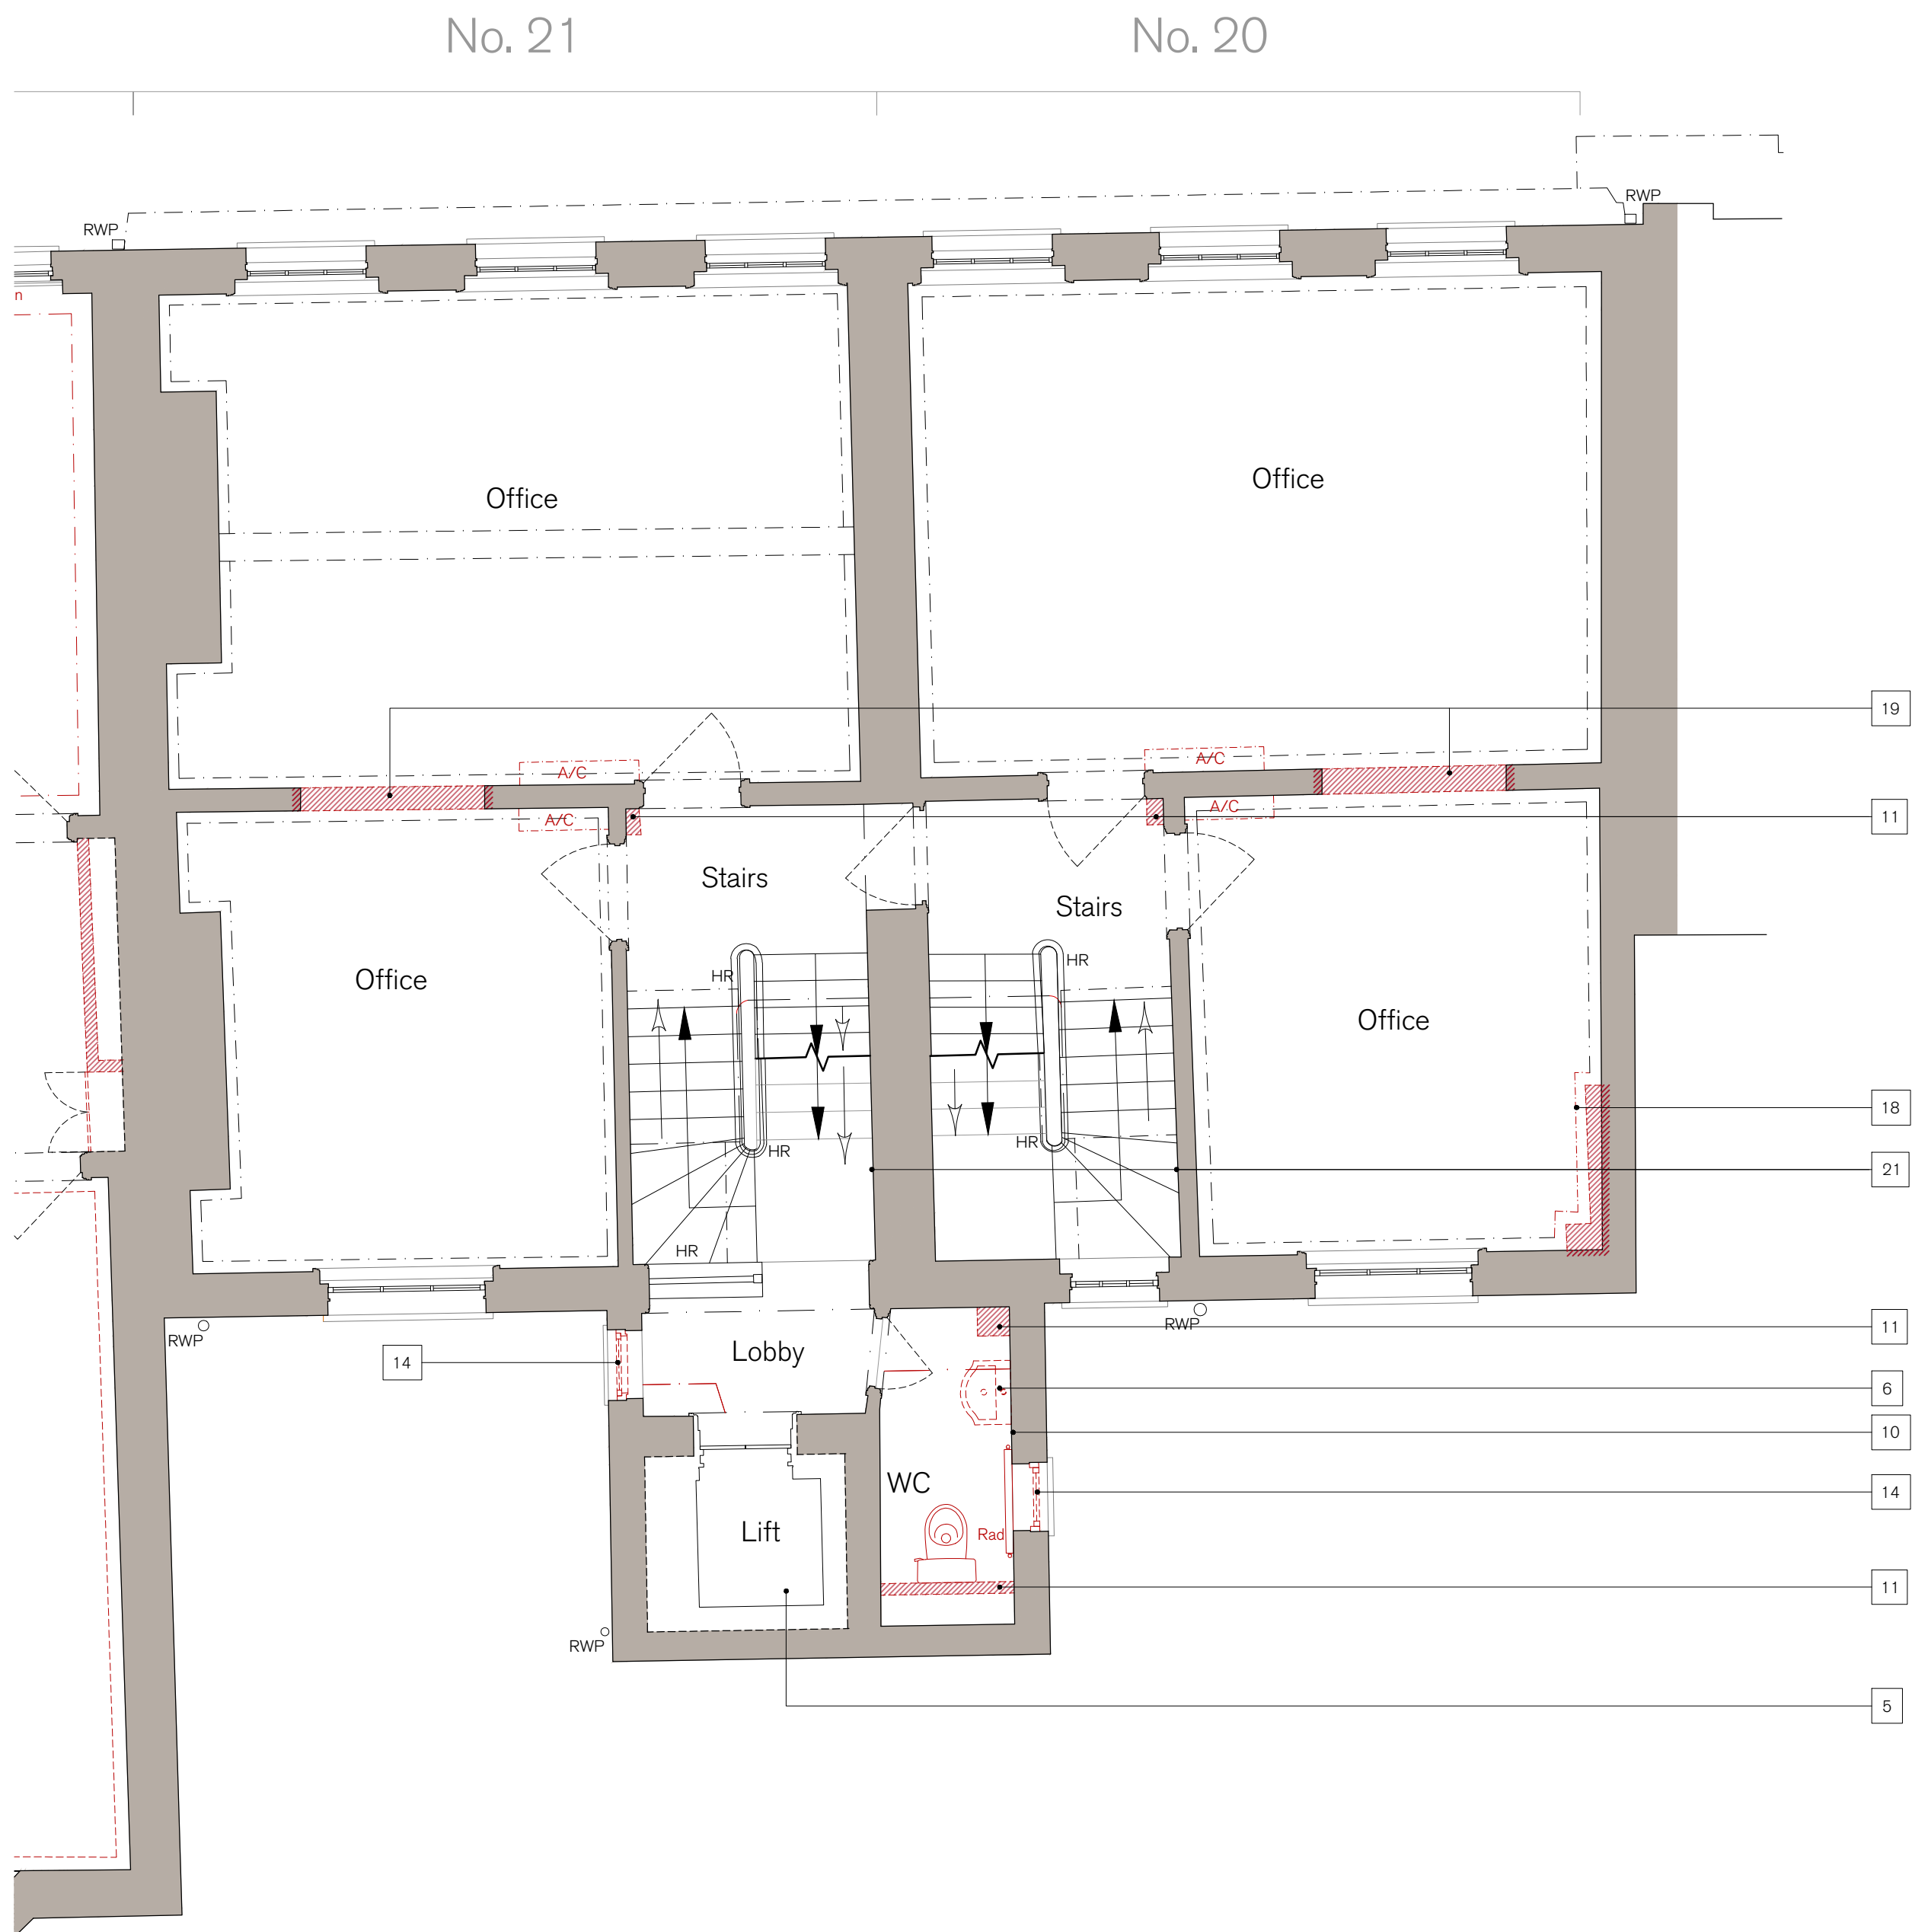 No. 21
No. 20
RWP
RWP
n
Office
Office
19
A/C
A/C
A/C
A/C
11
Stairs
Stairs
HR
HR
Office
Office
18
HR
HR
21
HR
RWP
RWP
11
14
Lobby
6
10
WC
14
Lift
Rad
11
RWP
5